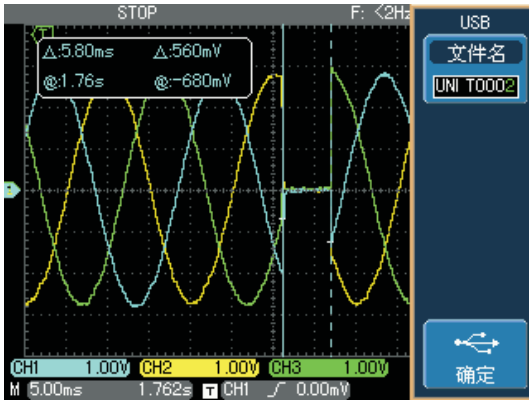 STOP F: <2Hz
T
△:5.80ms △:560mV
@:1.76s @:-680mV
CH1 1.00V CH2 1.00V CH3 1.00V
M 5.00ms 1.762s T CH1 0.00mV
USB
文件名
UNI T0002
确定